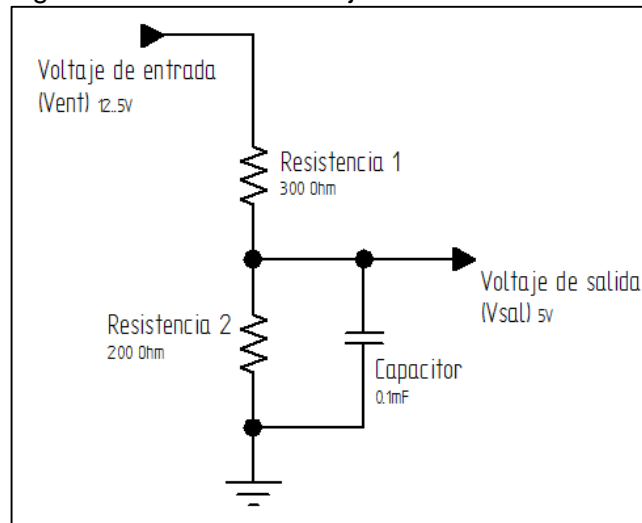 Voltaje de entrada
(Vent) 12..5V
Resistencia 1
300 Ohm
Voltaje de salida
(Vsal) 5V
Resistencia 2
200 Ohm
Capacitor
0.1mF